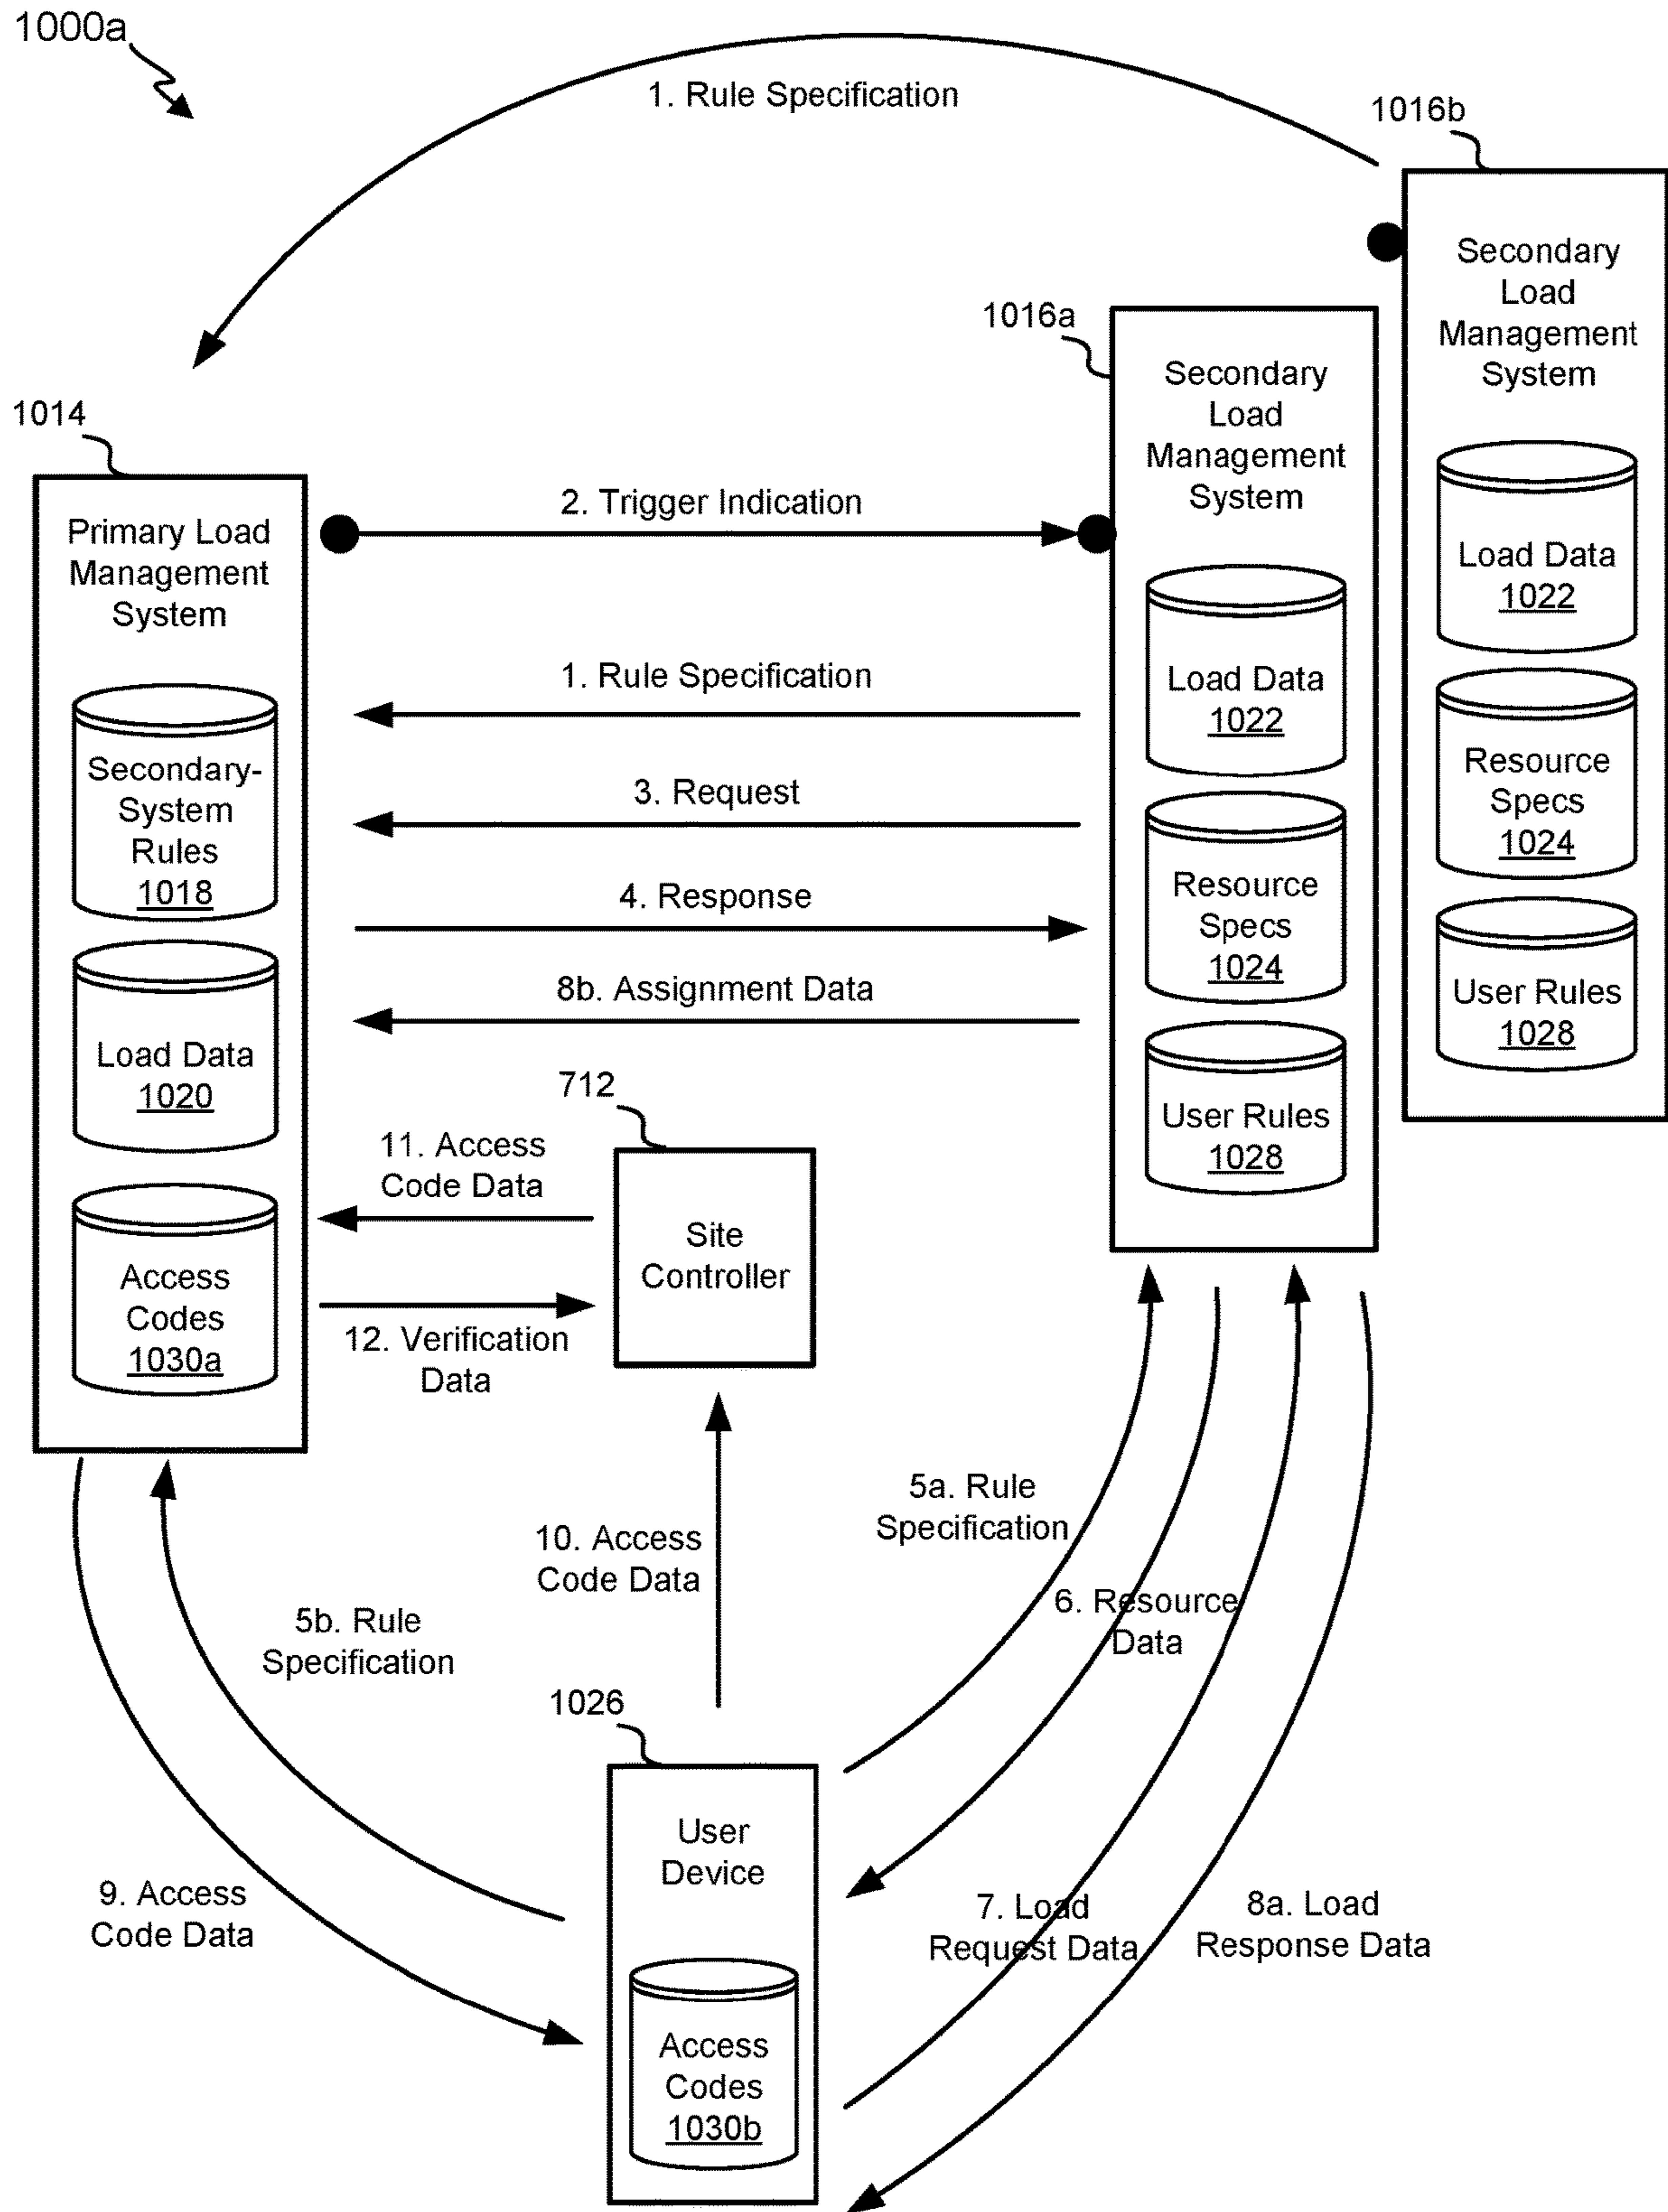 1000a
1. Rule Specification
1016b
Secondary
Load
Management
System
Load Data
1022
Resource
Specs
1024
User Rules
1028
1016a
Secondary
Load
Management
System
Load Data
1022
Resource
Specs
1024
User Rules
1028
1014
Primary Load
Management
System
Secondary-
System
Rules
1018
Load Data
1020
Access
Codes
1030a
2. Trigger Indication
1. Rule Specification
3. Request
4. Response
8b. Assignment Data
712
11. Access
Code Data
Site
Controller
12. Verification
Data
10. Access
Code Data
5a. Rule
Specification
6. Resource
Data
5b. Rule
Specification
1026
User
Device
Access
Codes
1030b
9. Access
Code Data
7. Load
Request Data
8a. Load
Response Data